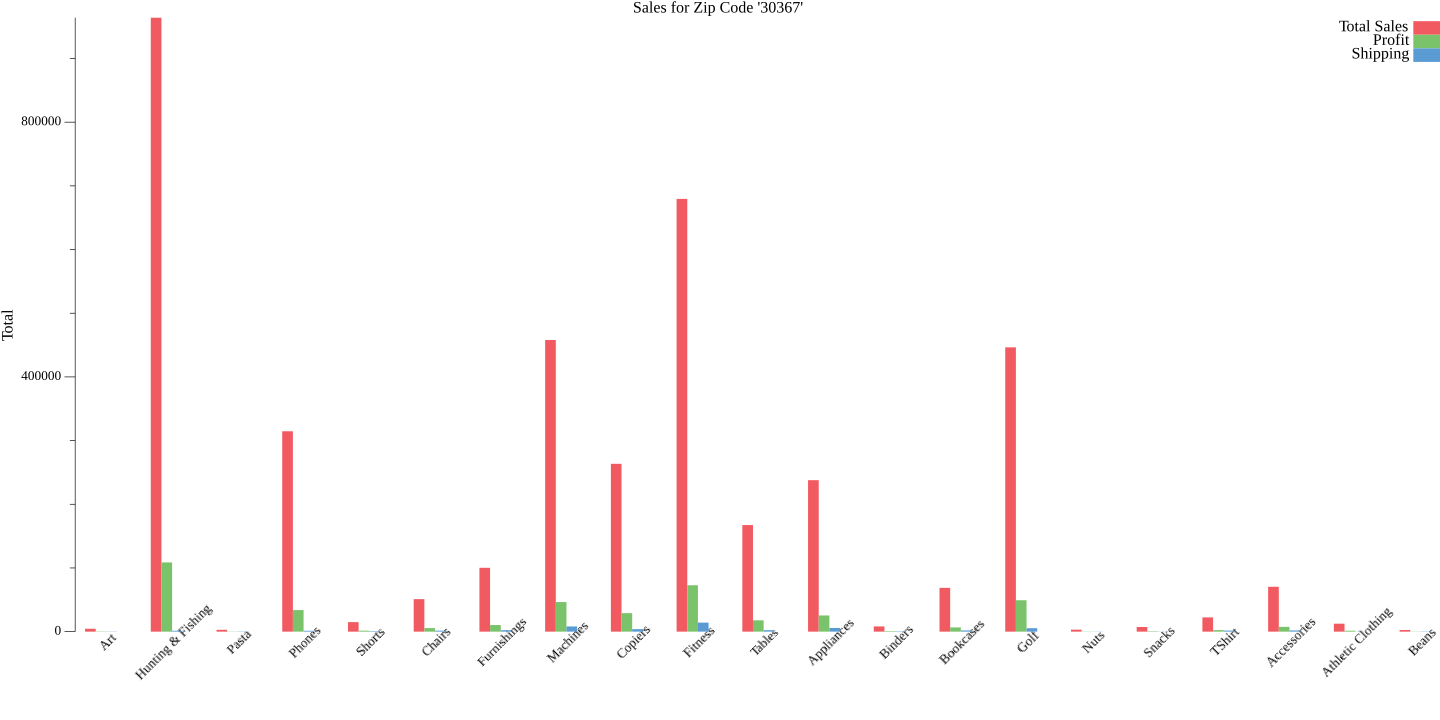 Sales for Zip Code '30367'
Total Sales
Profit
Shipping
Total
800000
400000
0
Art
Hunting & Fishing
Pasta
Phones
Shorts
Chairs
Furnishings
Machines
Copiers
Fitness
Tables
Appliances
Binders
Bookcases
Golf
Nuts
Snacks
TShirt
Accessories
Athletic Clothing
Beans